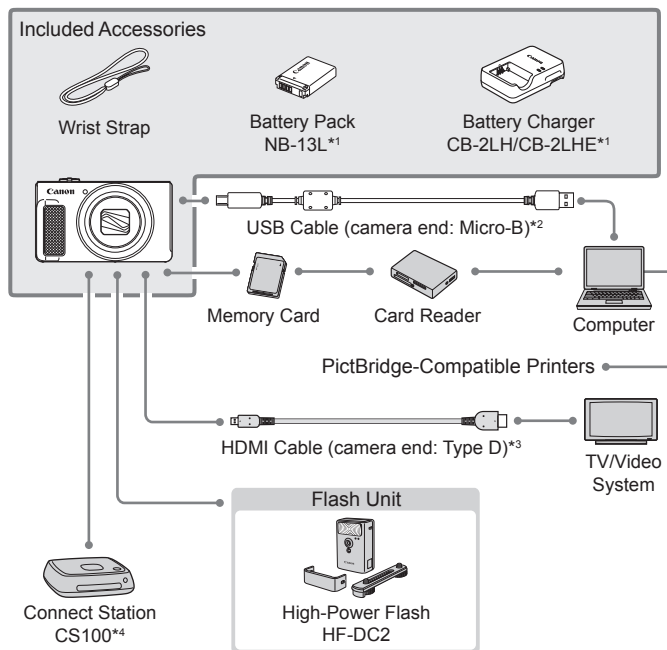 Included Accessories
Wrist Strap
Battery Pack
NB-13L*1
Battery Charger
CB-2LH/CB-2LHE*1
Canon
USB Cable (camera end: Micro-B)*2
Memory Card
Card Reader
Computer
PictBridge-Compatible Printers
HDMI Cable (camera end: Type D)*3
TV/Video
System
Flash Unit
High-Power Flash
HF-DC2
Connect Station
CS100*4